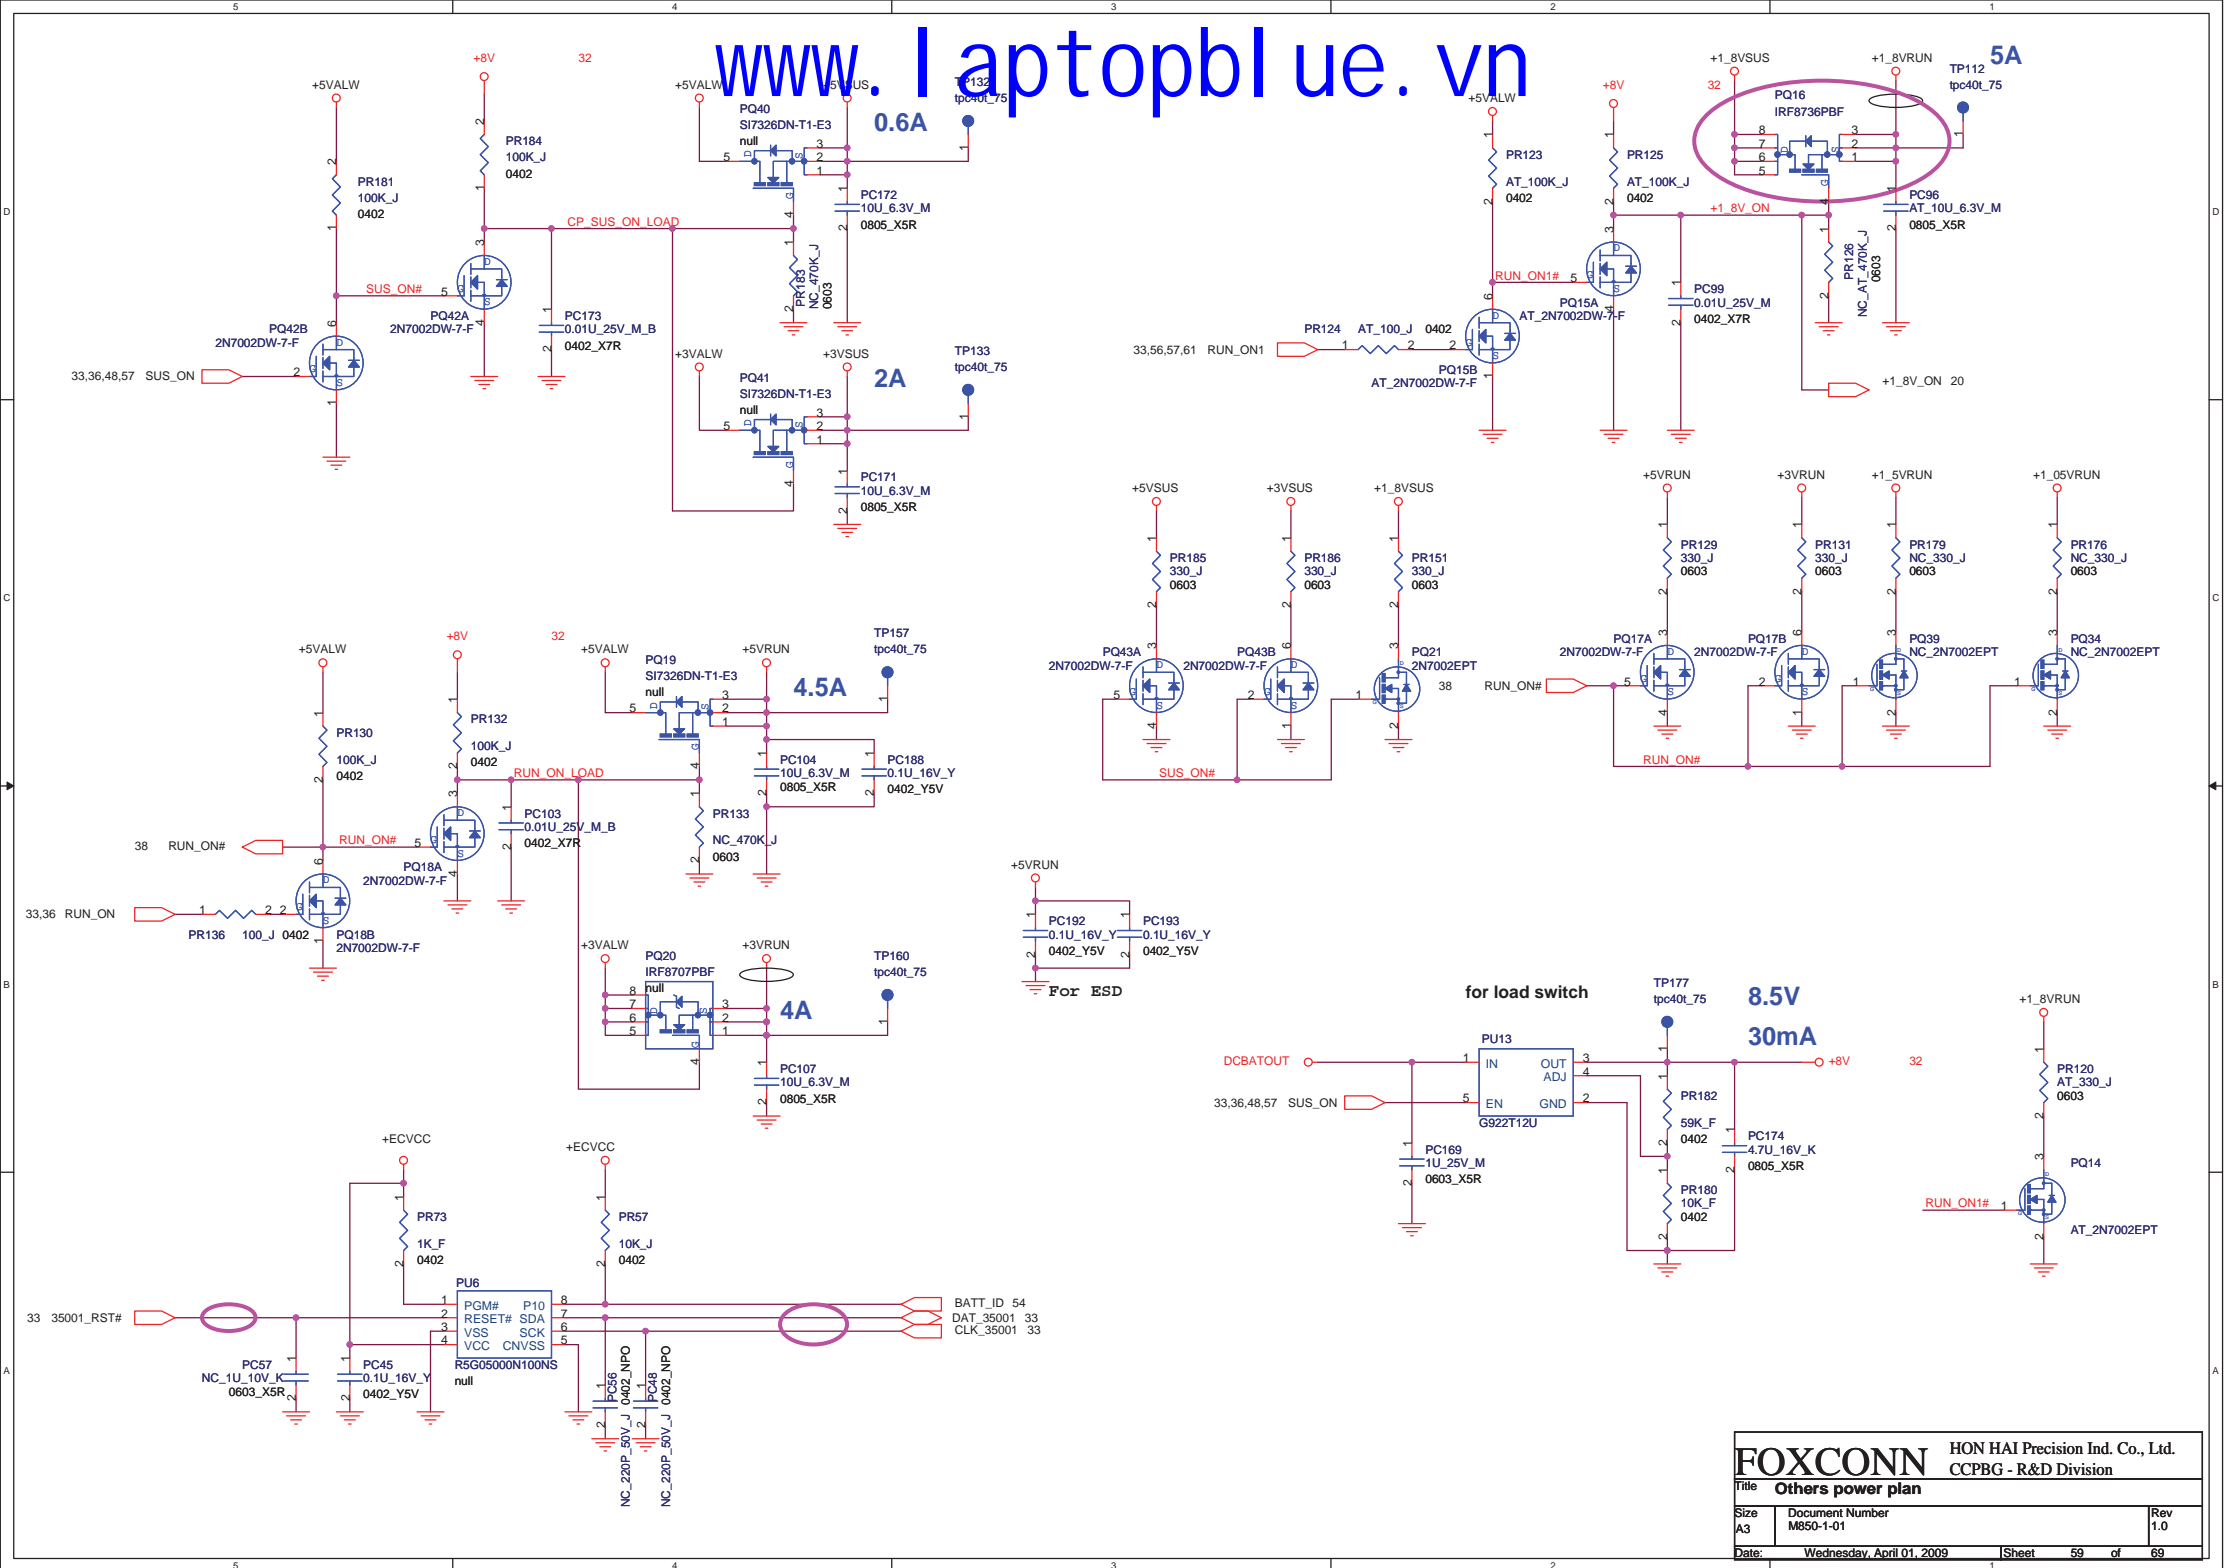 www.laptopblue.vn
5 4 3 2 1
+5VALW
+8V
32
PR184
100K_J
0402
PR181
100K_J
0402
SUS_ON#
PQ42B
2N7002DW-7-F
PQ42A
2N7002DW-7-F
33,36,48,57 SUS_ON
PC173
0.01U_25V_M_B
0402_X7R
CP_SUS_ON_LOAD
+5VALW
PQ40
SI7326DN-T1-E3
null
+5VSUS
0.6A
TP132
tpc40t_75
PC172
10U_6.3V_M
0805_X5R
PR183
NC_470K_J
0603
+3VALW
PQ41
SI7326DN-T1-E3
null
+3VSUS
2A
TP133
tpc40t_75
PC171
10U_6.3V_M
0805_X5R
+5VALW
PR123
AT_100K_J
0402
+8V
32
PR125
AT_100K_J
0402
+1_8VSUS
PQ16
IRF8736PBF
+1_8VRUN
5A
TP112
tpc40t_75
+1_8V_ON
PC96
AT_10U_6.3V_M
0805_X5R
PR126
NC_AT_470K_J
0603
RUN_ON1#
PQ15A
AT_2N7002DW-7-F
PC99
0.01U_25V_M
0402_X7R
33,56,57,61 RUN_ON1
PR124 AT_100_J 0402
PQ15B
AT_2N7002DW-7-F
+1_8V_ON 20
+5VSUS
PR185
330_J
0603
+3VSUS
PR186
330_J
0603
+1_8VSUS
PR151
330_J
0603
PQ43A
2N7002DW-7-F
PQ43B
2N7002DW-7-F
PQ21
2N7002EPT
SUS_ON#
+5VRUN
PR129
330_J
0603
+3VRUN
PR131
330_J
0603
+1_5VRUN
PR179
NC_330_J
0603
+1_05VRUN
PR176
NC_330_J
0603
38 RUN_ON#
PQ17A
2N7002DW-7-F
PQ17B
2N7002DW-7-F
PQ39
NC_2N7002EPT
PQ34
NC_2N7002EPT
RUN_ON#
+5VALW
+8V
32
PR130
100K_J
0402
PR132
100K_J
0402
RUN_ON_LOAD
+5VALW
PQ19
SI7326DN-T1-E3
null
+5VRUN
4.5A
TP157
tpc40t_75
PC104
10U_6.3V_M
0805_X5R
PC188
0.1U_16V_Y
0402_Y5V
PC103
0.01U_25V_M_B
0402_X7R
PR133
NC_470K_J
0603
38 RUN_ON#
RUN_ON#
PQ18A
2N7002DW-7-F
33,36 RUN_ON
PR136 100_J 0402
PQ18B
2N7002DW-7-F
+3VALW
PQ20
IRF8707PBF
null
+3VRUN
4A
TP160
tpc40t_75
PC107
10U_6.3V_M
0805_X5R
+5VRUN
PC192
0.1U_16V_Y
0402_Y5V
PC193
0.1U_16V_Y
0402_Y5V
For ESD
for load switch
TP177
tpc40t_75
8.5V
30mA
PU13
DCBATOUT
IN OUT
ADJ
EN GND
G922T12U
33,36,48,57 SUS_ON
+8V
32
PR182
59K_F
0402
PC169
1U_25V_M
0603_X5R
PC174
4.7U_16V_K
0805_X5R
PR180
10K_F
0402
+1_8VRUN
PR120
AT_330_J
0603
RUN_ON1#
PQ14
AT_2N7002EPT
+ECVCC
PR73
1K_F
0402
+ECVCC
PR57
10K_J
0402
PU6
PGM# P10
RESET# SDA
VSS SCK
VCC CNVSS
R5G05000N100NS
null
33 35001_RST#
BATT_ID 54
DAT_35001 33
CLK_35001 33
PC57
NC_1U_10V_K
0603_X5R
PC45
0.1U_16V_Y
0402_Y5V
PC56
NC_220P_50V_J 0402_NPO
PC48
NC_220P_50V_J 0402_NPO
FOXCONN HON HAI Precision Ind. Co., Ltd.
CCPBG - R&D Division
Title Others power plan
Size Document Number Rev
A3 M850-1-01 1.0
Date: Wednesday, April 01, 2009 Sheet 59 of 69
5 4 3 2 1